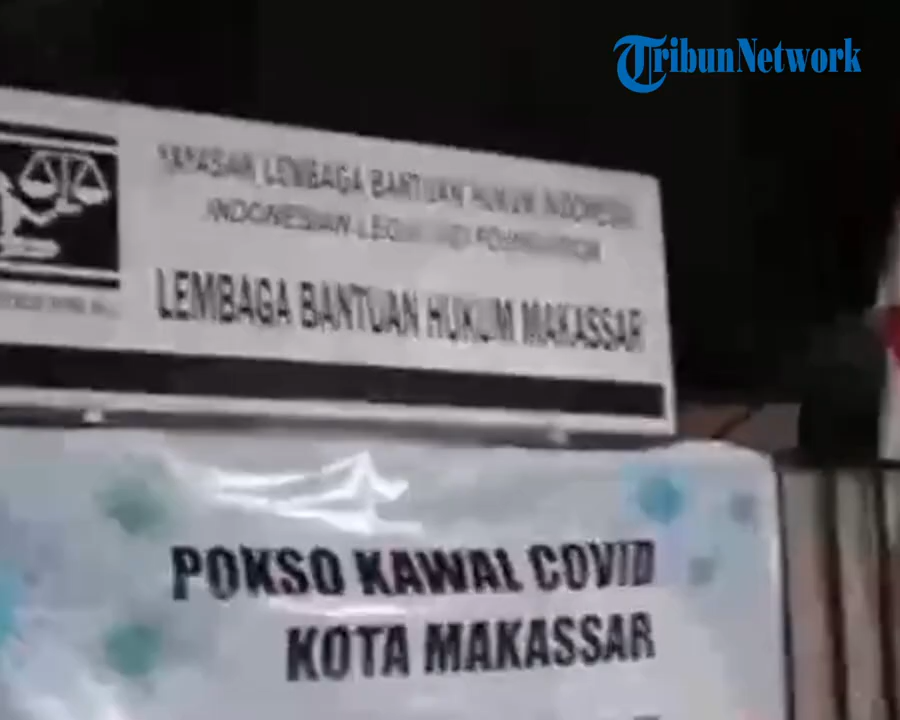 TribunNetwork
YAYASAN LEMBAGA BANTUAN HUKUM INDONESIA
INDONESIAN LEGAL AID FOUNDATION
LEMBAGA BANTUAN HUKUM MAKASSAR
POKSO KAWAL COVID
KOTA MAKASSAR